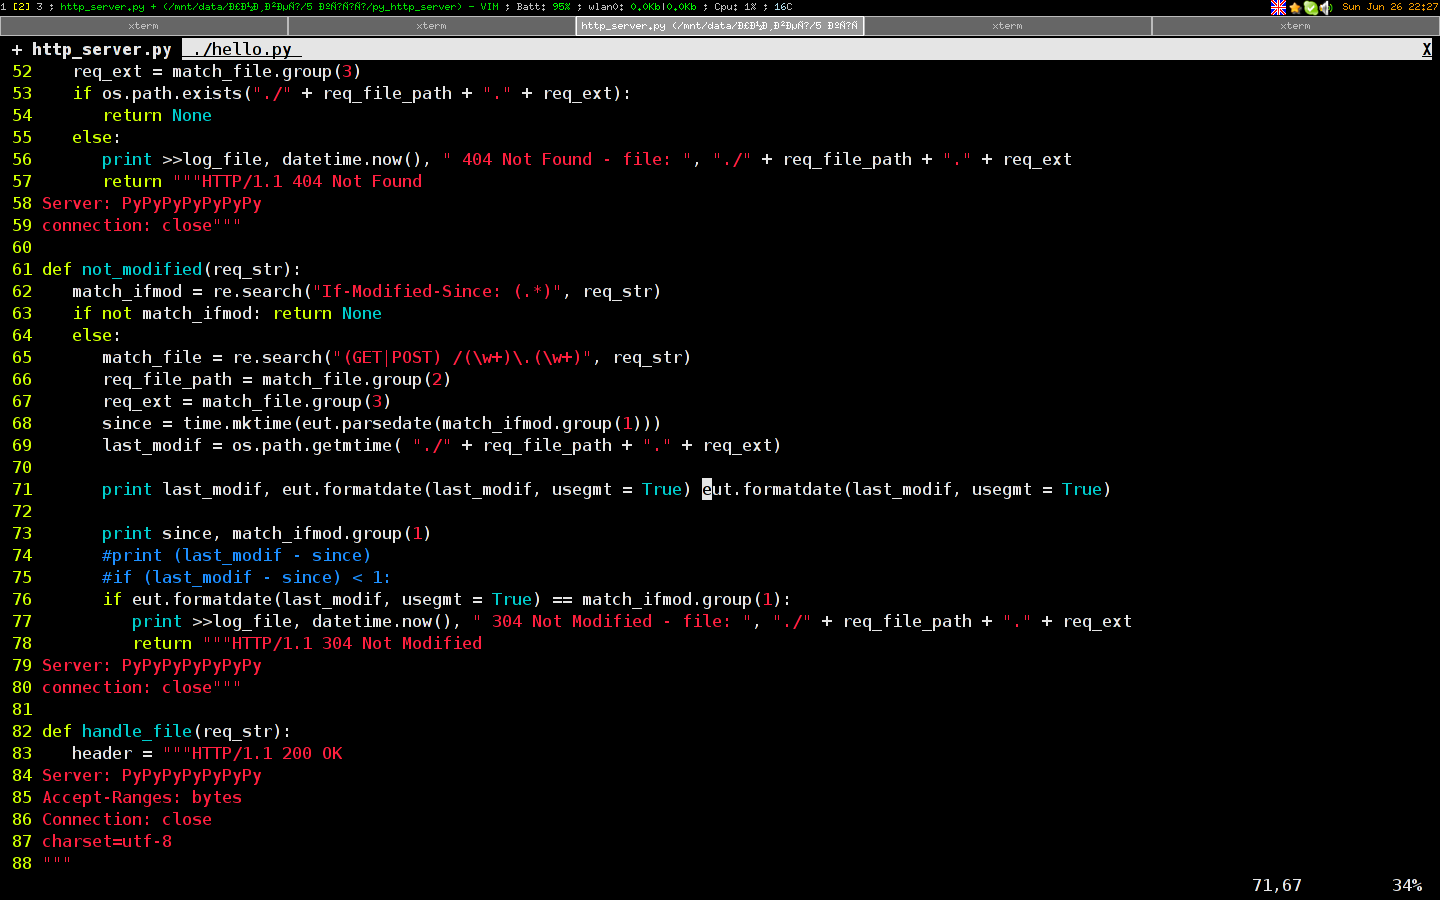 1 [2] 3 ; http_server.py + (/mnt/data/ /5 /py_http_server) - VIM ; Batt: 95% ; wlan0: 0.0Kb|0.0Kb ; Cpu: 1% ; 16C Sun Jun 26 22:27
xterm xterm http_server.py (/mnt/data/ /5 xterm xterm
+ http_server.py ./hello.py X
52 req_ext = match_file.group(3)
53 if os.path.exists("./" + req_file_path + "." + req_ext):
54 return None
55 else:
56 print >>log_file, datetime.now(), " 404 Not Found - file: ", "./" + req_file_path + "." + req_ext
57 return """HTTP/1.1 404 Not Found
58 Server: PyPyPyPyPyPyPy
59 connection: close"""
60
61 def not_modified(req_str):
62 match_ifmod = re.search("If-Modified-Since: (.*)", req_str)
63 if not match_ifmod: return None
64 else:
65 match_file = re.search("(GET|POST) /(\w+)\.(\w+)", req_str)
66 req_file_path = match_file.group(2)
67 req_ext = match_file.group(3)
68 since = time.mktime(eut.parsedate(match_ifmod.group(1)))
69 last_modif = os.path.getmtime( "./" + req_file_path + "." + req_ext)
70
71 print last_modif, eut.formatdate(last_modif, usegmt = True) eut.formatdate(last_modif, usegmt = True)
72
73 print since, match_ifmod.group(1)
74 #print (last_modif - since)
75 #if (last_modif - since) < 1:
76 if eut.formatdate(last_modif, usegmt = True) == match_ifmod.group(1):
77 print >>log_file, datetime.now(), " 304 Not Modified - file: ", "./" + req_file_path + "." + req_ext
78 return """HTTP/1.1 304 Not Modified
79 Server: PyPyPyPyPyPyPy
80 connection: close"""
81
82 def handle_file(req_str):
83 header = """HTTP/1.1 200 OK
84 Server: PyPyPyPyPyPyPy
85 Accept-Ranges: bytes
86 Connection: close
87 charset=utf-8
88 """
71,67 34%